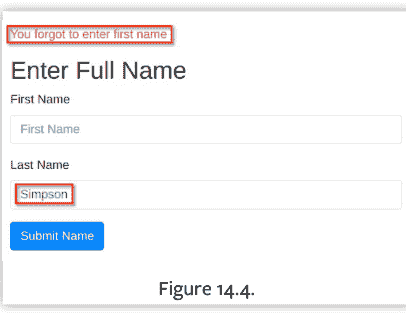 You forgot to enter first name
Enter Full Name
First Name
First Name
Last Name
Simpson
Submit Name
Figure 14.4.